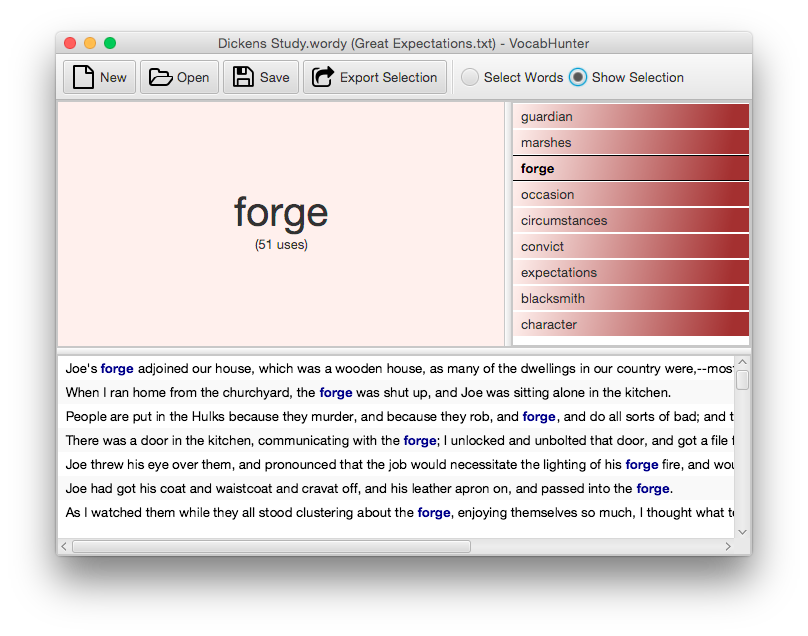 Dickens Study.wordy (Great Expectations.txt) - VocabHunter
New Open Save Export Selection Select Words Show Selection
forge
(51 uses)
guardian
marshes
forge
occasion
circumstances
convict
expectations
blacksmith
character
Joe's forge adjoined our house, which was a wooden house, as many of the dwellings in our country were,--most
When I ran home from the churchyard, the forge was shut up, and Joe was sitting alone in the kitchen.
People are put in the Hulks because they murder, and because they rob, and forge, and do all sorts of bad; and t
There was a door in the kitchen, communicating with the forge; I unlocked and unbolted that door, and got a file f
Joe threw his eye over them, and pronounced that the job would necessitate the lighting of his forge fire, and wou
Joe had got his coat and waistcoat and cravat off, and his leather apron on, and passed into the forge.
As I watched them while they all stood clustering about the forge, enjoying themselves so much, I thought what te